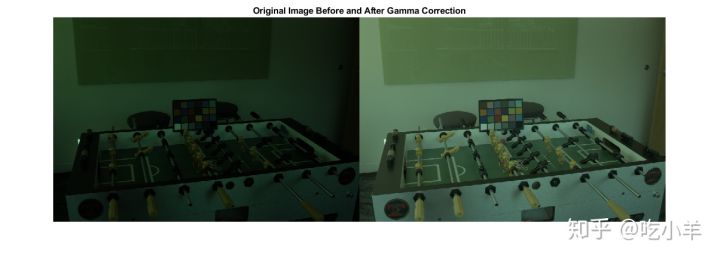 Original Image Before and After Gamma Correction
知乎 @吃小羊